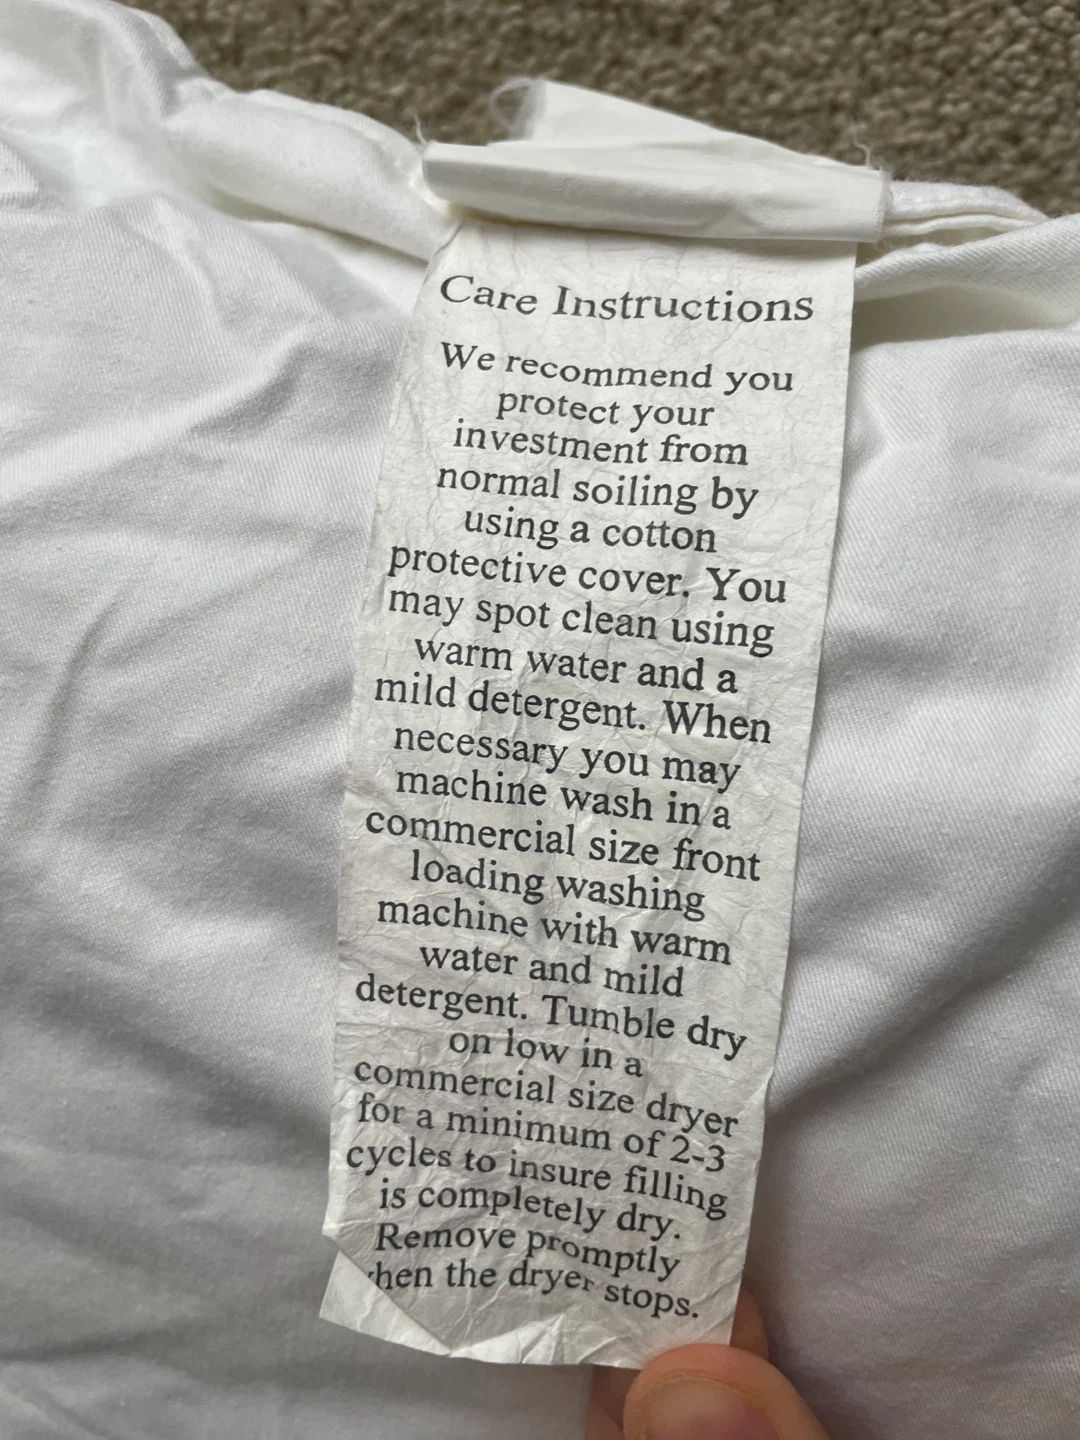 Care Instructions
We recommend you
protect your
investment from
normal soiling by
using a cotton
protective cover. You
may spot clean using
warm water and a
mild detergent. When
necessary you may
machine wash in a
commercial size front
loading washing
machine with warm
water and mild
detergent. Tumble dry
on low in a
commercial size dryer
for a minimum of 2-3
cycles to insure filling
is completely dry.
Remove promptly
when the dryer stops.